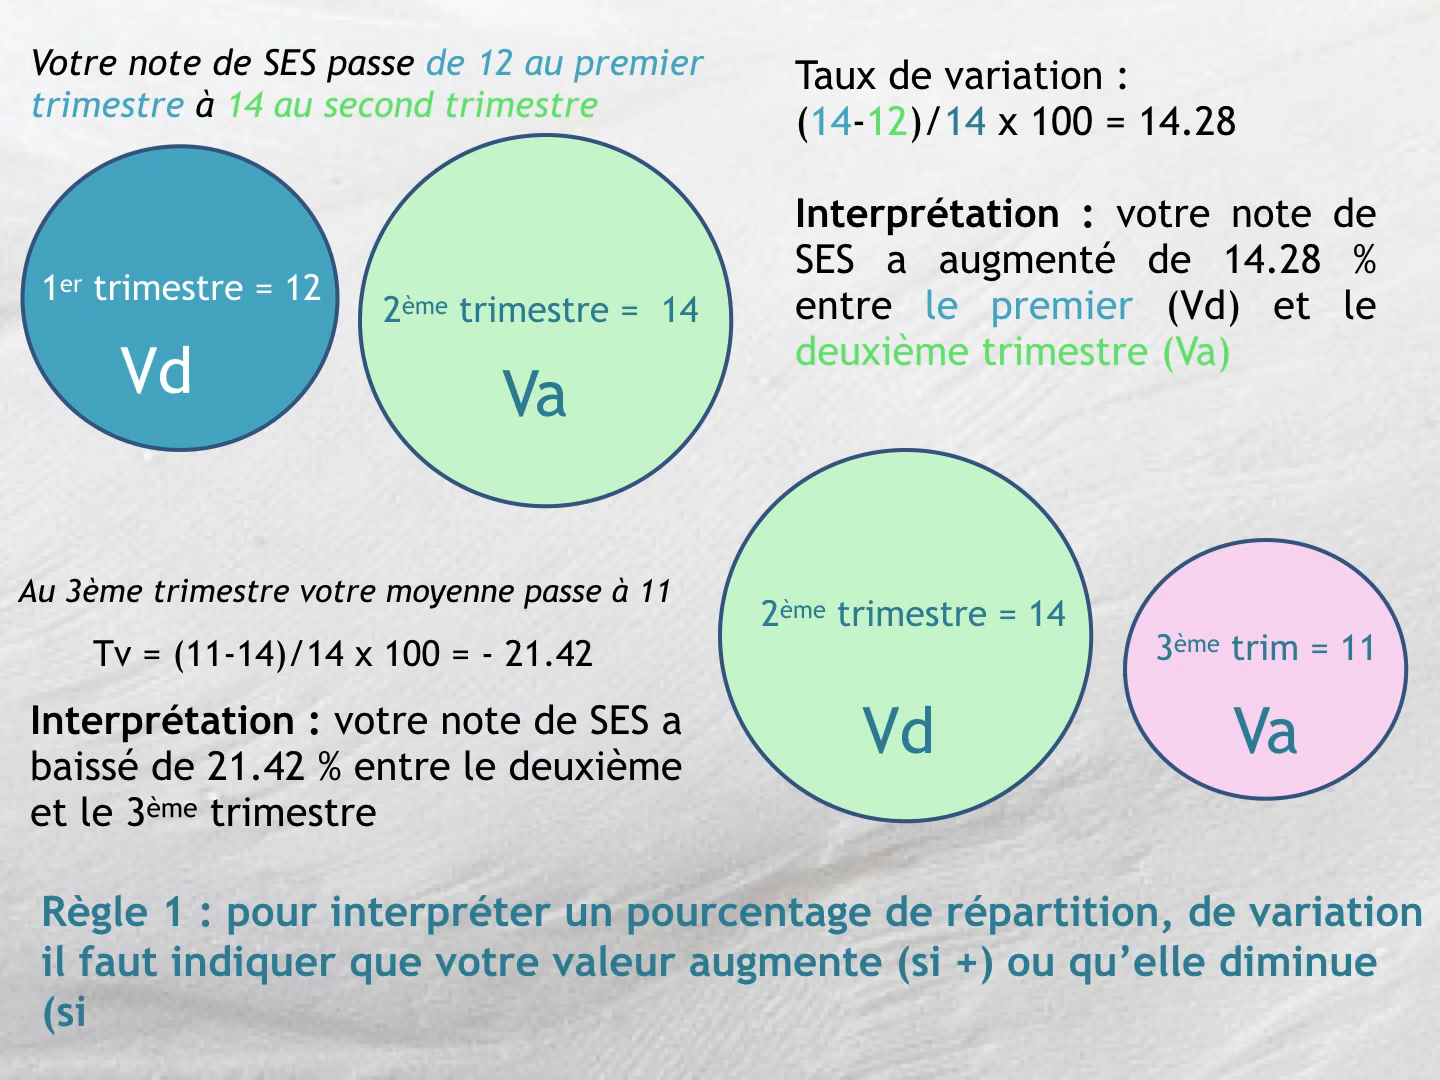 Votre note de SES passe de 12 au premier
trimestre à 14 au second trimestre
1er trimestre = 12
Vd
2ème trimestre = 14
Va
Taux de variation :
(14-12)/14 x 100 = 14.28
Interprétation : votre note de
SES a augmenté de 14.28 %
entre le premier (Vd) et le
deuxième trimestre (Va)
Au 3ème trimestre votre moyenne passe à 11
Tv = (11-14)/14 x 100 = - 21.42
Interprétation : votre note de SES a
baissé de 21.42 % entre le deuxième
et le 3ème trimestre
2ème trimestre = 14
Vd
3ème trim = 11
Va
Règle 1 : pour interpréter un pourcentage de répartition, de variation
il faut indiquer que votre valeur augmente (si +) ou qu’elle diminue
(si